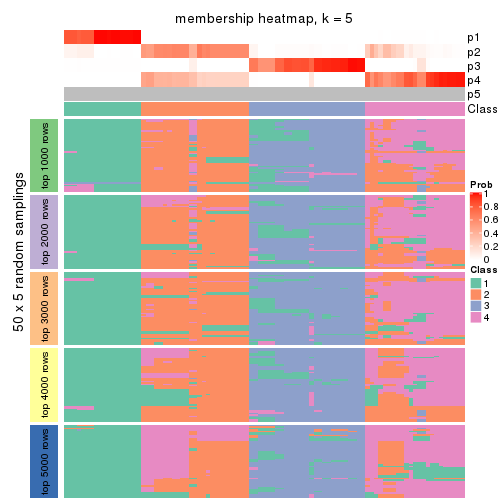 membership heatmap, k = 5
p1
p2
p3
p4
p5
Class
50 x 5 random samplings
top 1000 rows
top 2000 rows
top 3000 rows
top 4000 rows
top 5000 rows
Prob
1
0.8
0.6
0.4
0.2
0
Class
1
2
3
4